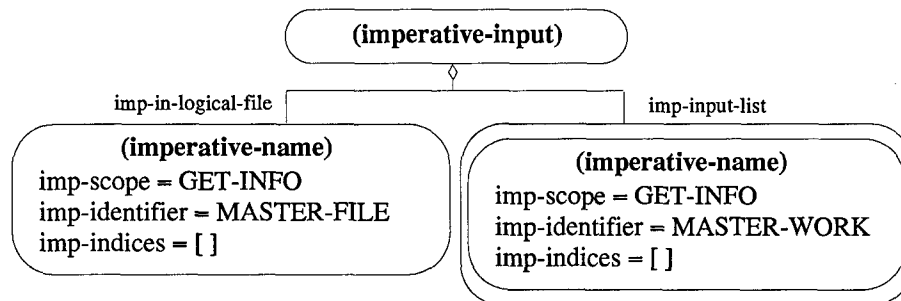 (imperative-input)
imp-in-logical-file
imp-input-list
(imperative-name)
imp-scope = GET-INFO
imp-identifier = MASTER-FILE
imp-indices = [ ]
(imperative-name)
imp-scope = GET-INFO
imp-identifier = MASTER-WORK
imp-indices = [ ]